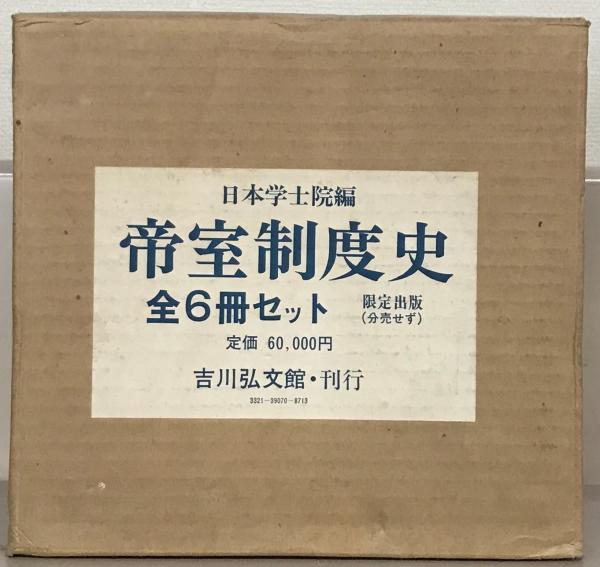 日本学士院編
帝室制度史
全6冊セット 限定出版
(分売せず)
定価 60,000円
吉川弘文館・刊行
3321-39070-8713